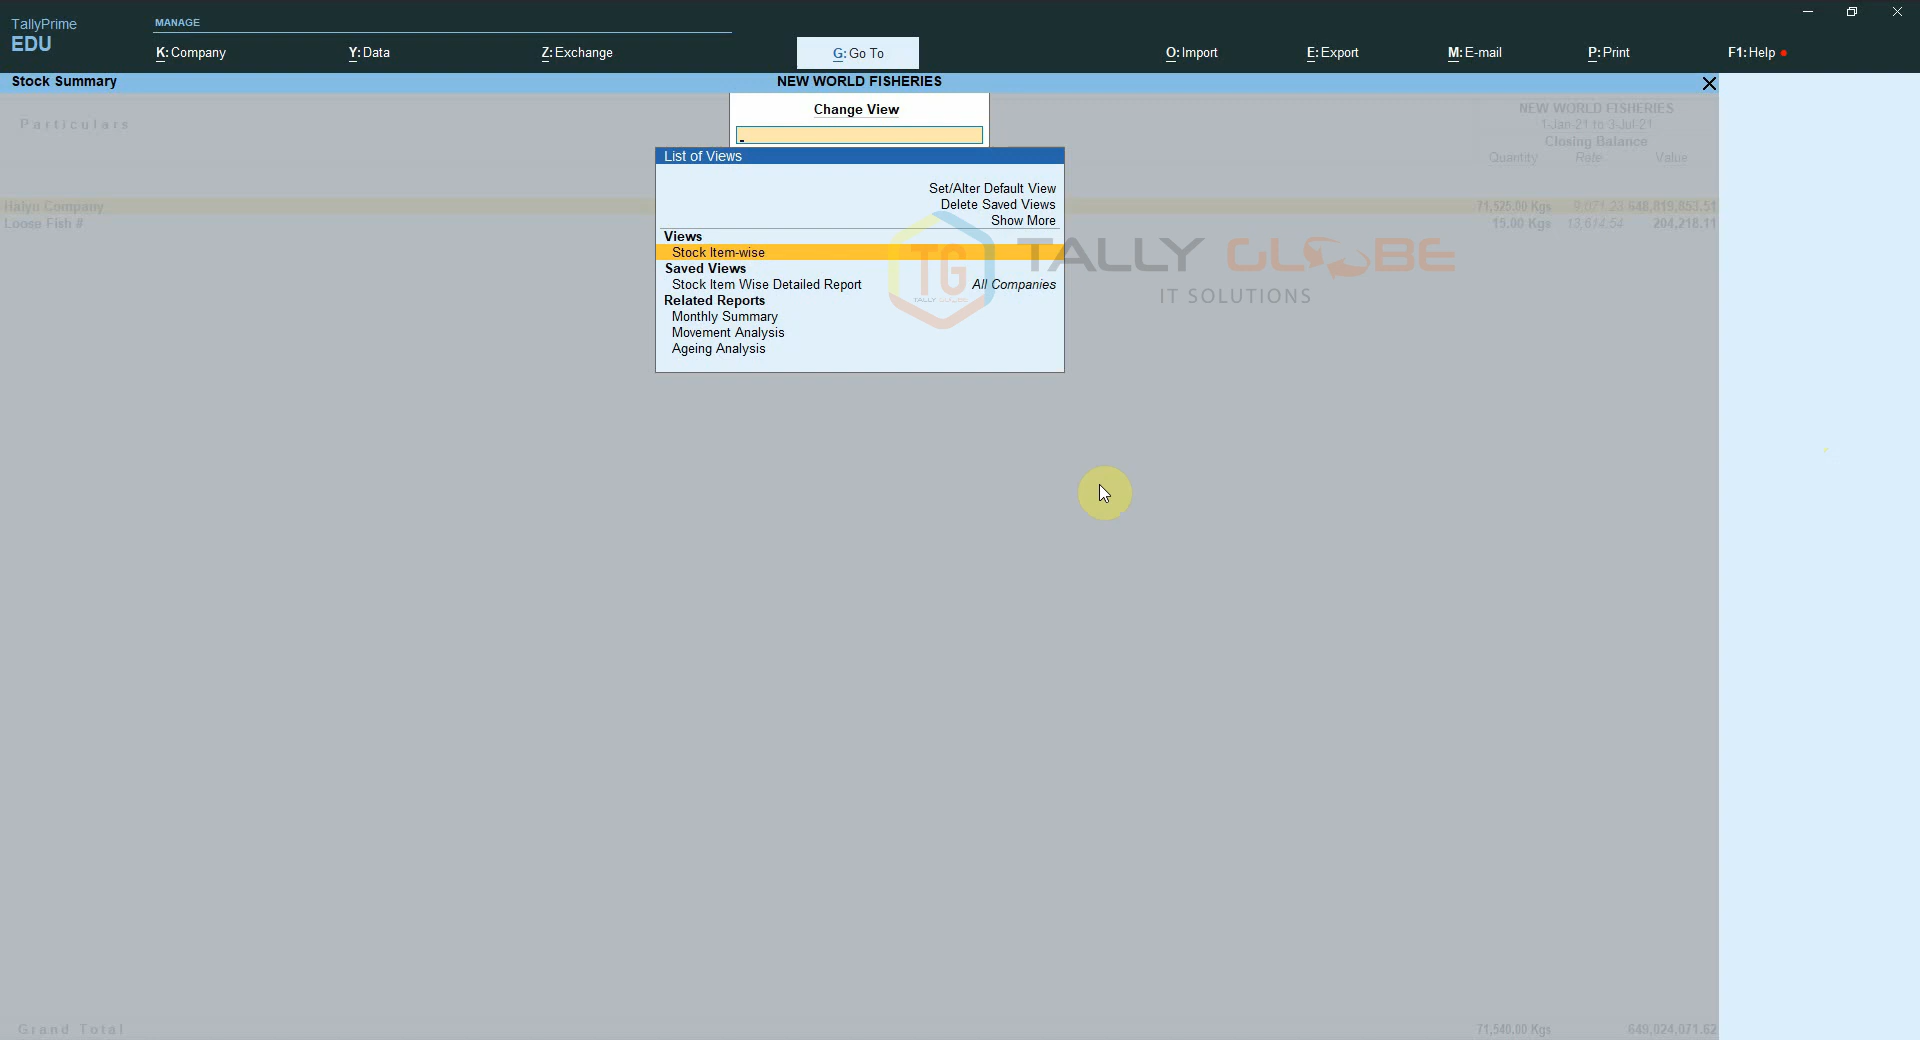 TallyPrime
EDU
MANAGE
K: Company
Y: Data
Z: Exchange
G: Go To
O: Import
E: Export
M: E-mail
P: Print
F1: Help
Stock Summary
NEW WORLD FISHERIES
Change View
Particulars
NEW WORLD FISHERIES
1-Jan-21 to 3-Jul-21
Closing Balance
Quantity Rate Value
List of Views
Set/Alter Default View
Delete Saved Views
Show More
Views
Stock Item-wise
Saved Views
Stock Item Wise Detailed Report All Companies
Related Reports
Monthly Summary
Movement Analysis
Ageing Analysis
Company 71,525.00 Kgs 9,071.23 648,819,853.51
Loose Fish # 15.00 Kgs 13,614.54 204,218.11
TG
TALLY GLOBE
TALLY GLOBE
IT SOLUTIONS
Grand Total 71,540.00 Kgs 649,024,071.62